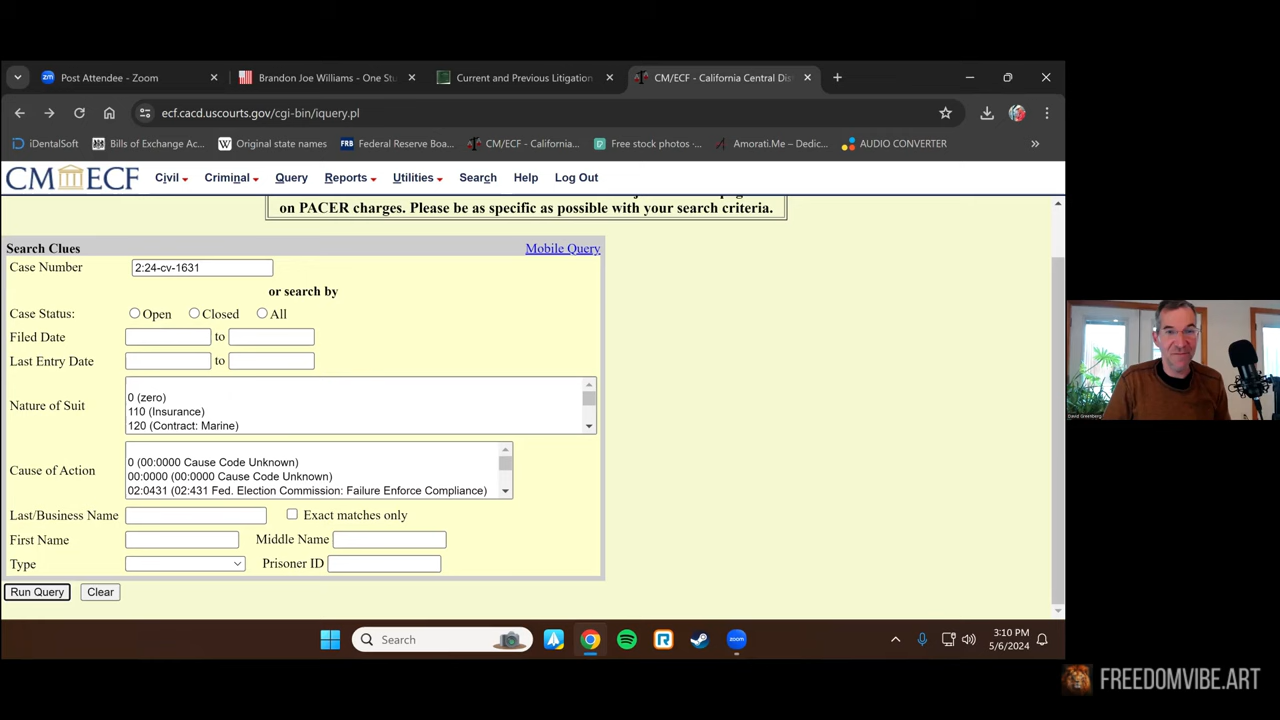 Post Attendee - Zoom
Brandon Joe Williams - One Stu
Current and Previous Litigation
CM/ECF - California Central Dis
ecf.cacd.uscourts.gov/cgi-bin/iquery.pl
iDentalSoft
Bills of Exchange Ac...
Original state names
Federal Reserve Boa...
CM/ECF - California...
Free stock photos -...
Amorati.Me – Dedic...
AUDIO CONVERTER
CM ECF
Civil
Criminal
Query
Reports
Utilities
Search
Help
Log Out
on PACER charges. Please be as specific as possible with your search criteria.
Search Clues
Mobile Query
Case Number 2:24-cv-1631
or search by
Case Status: Open Closed All
Filed Date to
Last Entry Date to
Nature of Suit
0 (zero)
110 (Insurance)
120 (Contract: Marine)
Cause of Action
0 (00:0000 Cause Code Unknown)
00:0000 (00:0000 Cause Code Unknown)
02:0431 (02:431 Fed. Election Commission: Failure Enforce Compliance)
Last/Business Name Exact matches only
First Name Middle Name
Type Prisoner ID
Run Query Clear
Search
3:10 PM
5/6/2024
David Greenberg
FREEDOMVIBE.ART